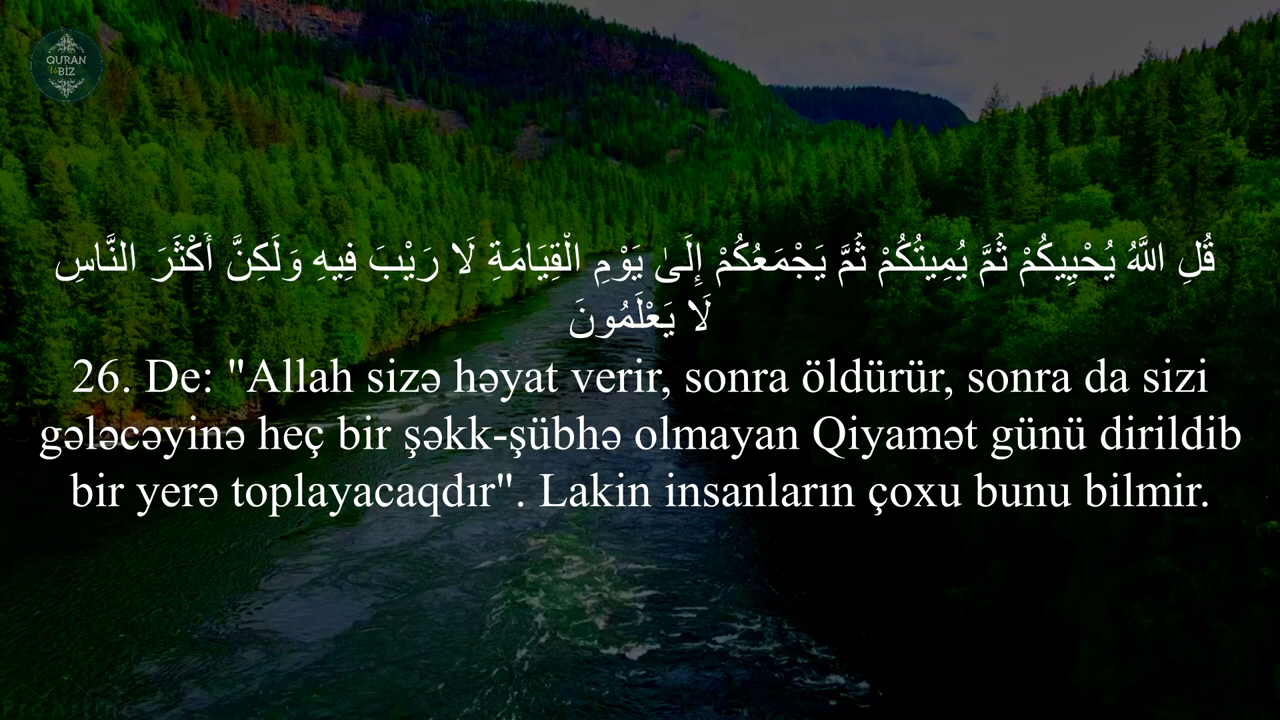 QURAN
Və
BİZ
قُلِ اللَّهُ يُحْيِيكُمْ ثُمَّ يُمِيتُكُمْ ثُمَّ يَجْمَعُكُمْ إِلَىٰ يَوْمِ الْقِيَامَةِ لَا رَيْبَ فِيهِ وَلَكِنَّ أَكْثَرَ النَّاسِ
لَا يَعْلَمُونَ
26. De: "Allah sizə həyat verir, sonra öldürür, sonra da sizi
gələcəyinə heç bir şəkk-şübhə olmayan Qiyamət günü dirildib
bir yerə toplayacaqdır". Lakin insanların çoxu bunu bilmir.